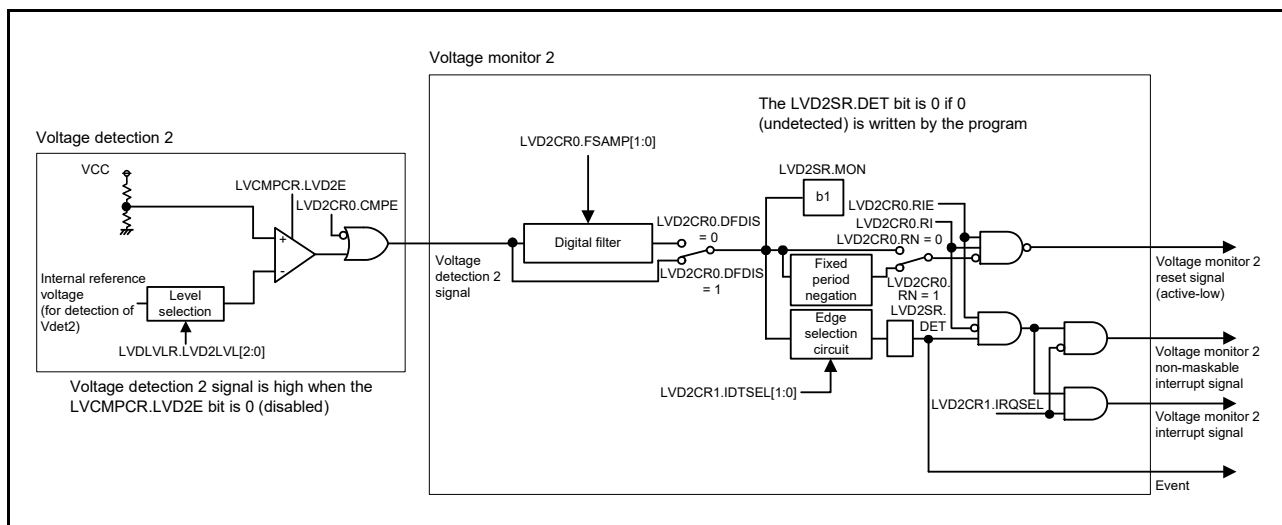 Voltage monitor 2
The LVD2SR.DET bit is 0 if 0
(undetected) is written by the program
Voltage detection 2
LVD2CR0.FSAMP[1:0]
VCC
LVCMPCR.LVD2E
LVD2CR0.CMPE
+
-
LVD2SR.MON
b1
LVD2CR0.RIE
LVD2CR0.RI
LVD2CR0.RN = 0
LVD2CR0.DFDIS
= 0
Digital filter
Voltage
detection 2
signal
LVD2CR0.DFDIS
= 1
Fixed
period
negation
LVD2CR0.
RN = 1
Voltage monitor 2
reset signal
(active-low)
Internal reference
voltage
(for detection of
Vdet2)
Level
selection
LVDLVLR.LVD2LVL[2:0]
LVD2SR.
DET
Edge
selection
circuit
LVD2CR1.IDTSEL[1:0]
Voltage monitor 2
non-maskable
interrupt signal
LVD2CR1.IRQSEL
Voltage monitor 2
interrupt signal
Voltage detection 2 signal is high when the
LVCMPCR.LVD2E bit is 0 (disabled)
Event